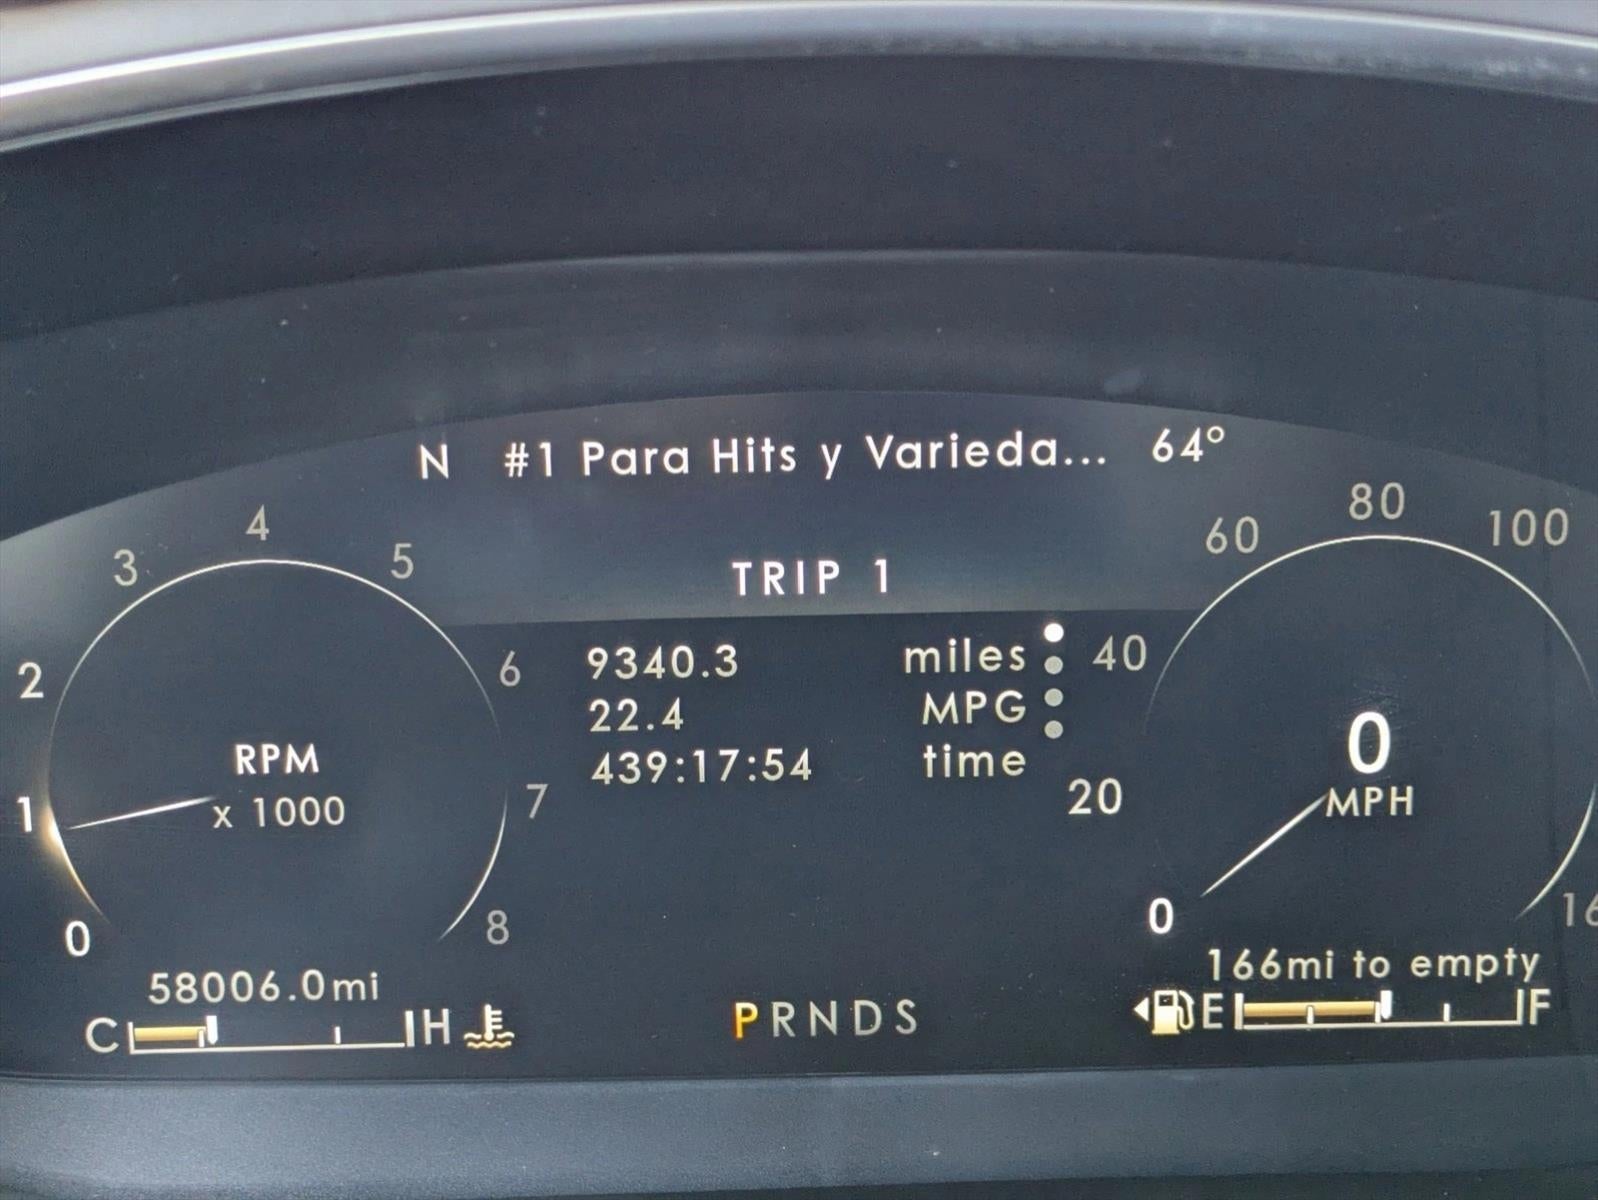 N #1 Para Hits y Varieda... 64°
TRIP 1
9340.3 miles
22.4 MPG
439:17:54 time
0
1
2
3
4
5
6
7
8
RPM
x 1000
0
20
40
60
80
100
0
MPH
58006.0mi
C H
PRNDS
166mi to empty
E F